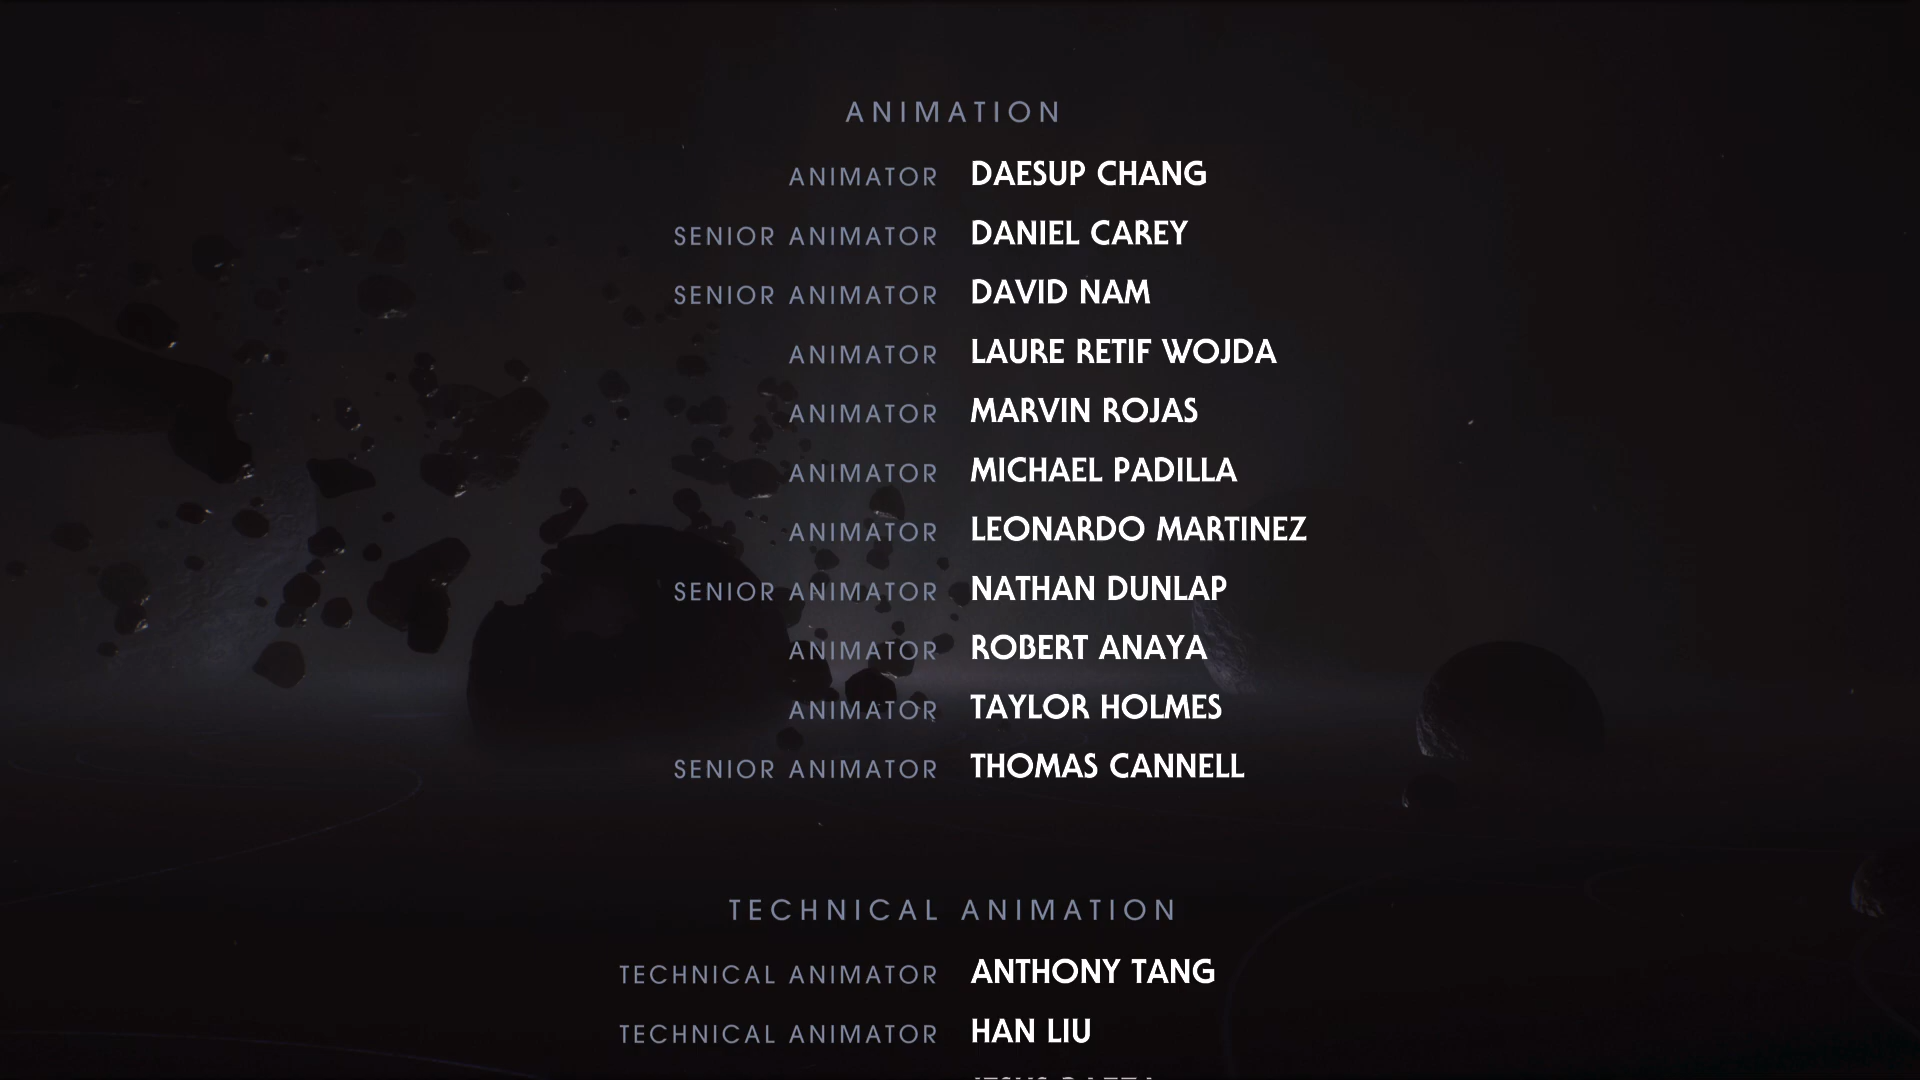 ANIMATION
ANIMATOR DAESUP CHANG
SENIOR ANIMATOR DANIEL CAREY
SENIOR ANIMATOR DAVID NAM
ANIMATOR LAURE RETIF WOJDA
ANIMATOR MARVIN ROJAS
ANIMATOR MICHAEL PADILLA
ANIMATOR LEONARDO MARTINEZ
SENIOR ANIMATOR NATHAN DUNLAP
ANIMATOR ROBERT ANAYA
ANIMATOR TAYLOR HOLMES
SENIOR ANIMATOR THOMAS CANNELL
TECHNICAL ANIMATION
TECHNICAL ANIMATOR ANTHONY TANG
TECHNICAL ANIMATOR HAN LIU